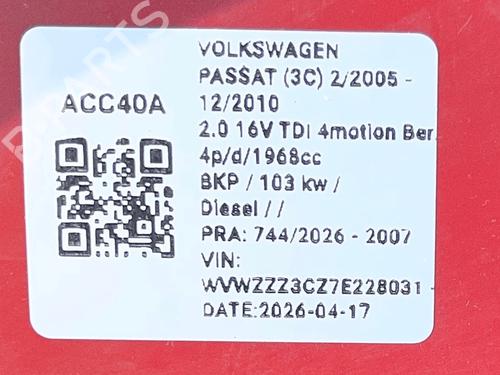 ACC40A
VOLKSWAGEN
PASSAT (3C) 2/2005 -
12/2010
2.0 16V TDI 4motion Ber.
4p/d/1968cc
BKP / 103 kw /
Diesel / /
PRA: 744/2026 - 2007
VIN:
WVWZZZ3CZ7E228031 -
DATE:2026-04-17